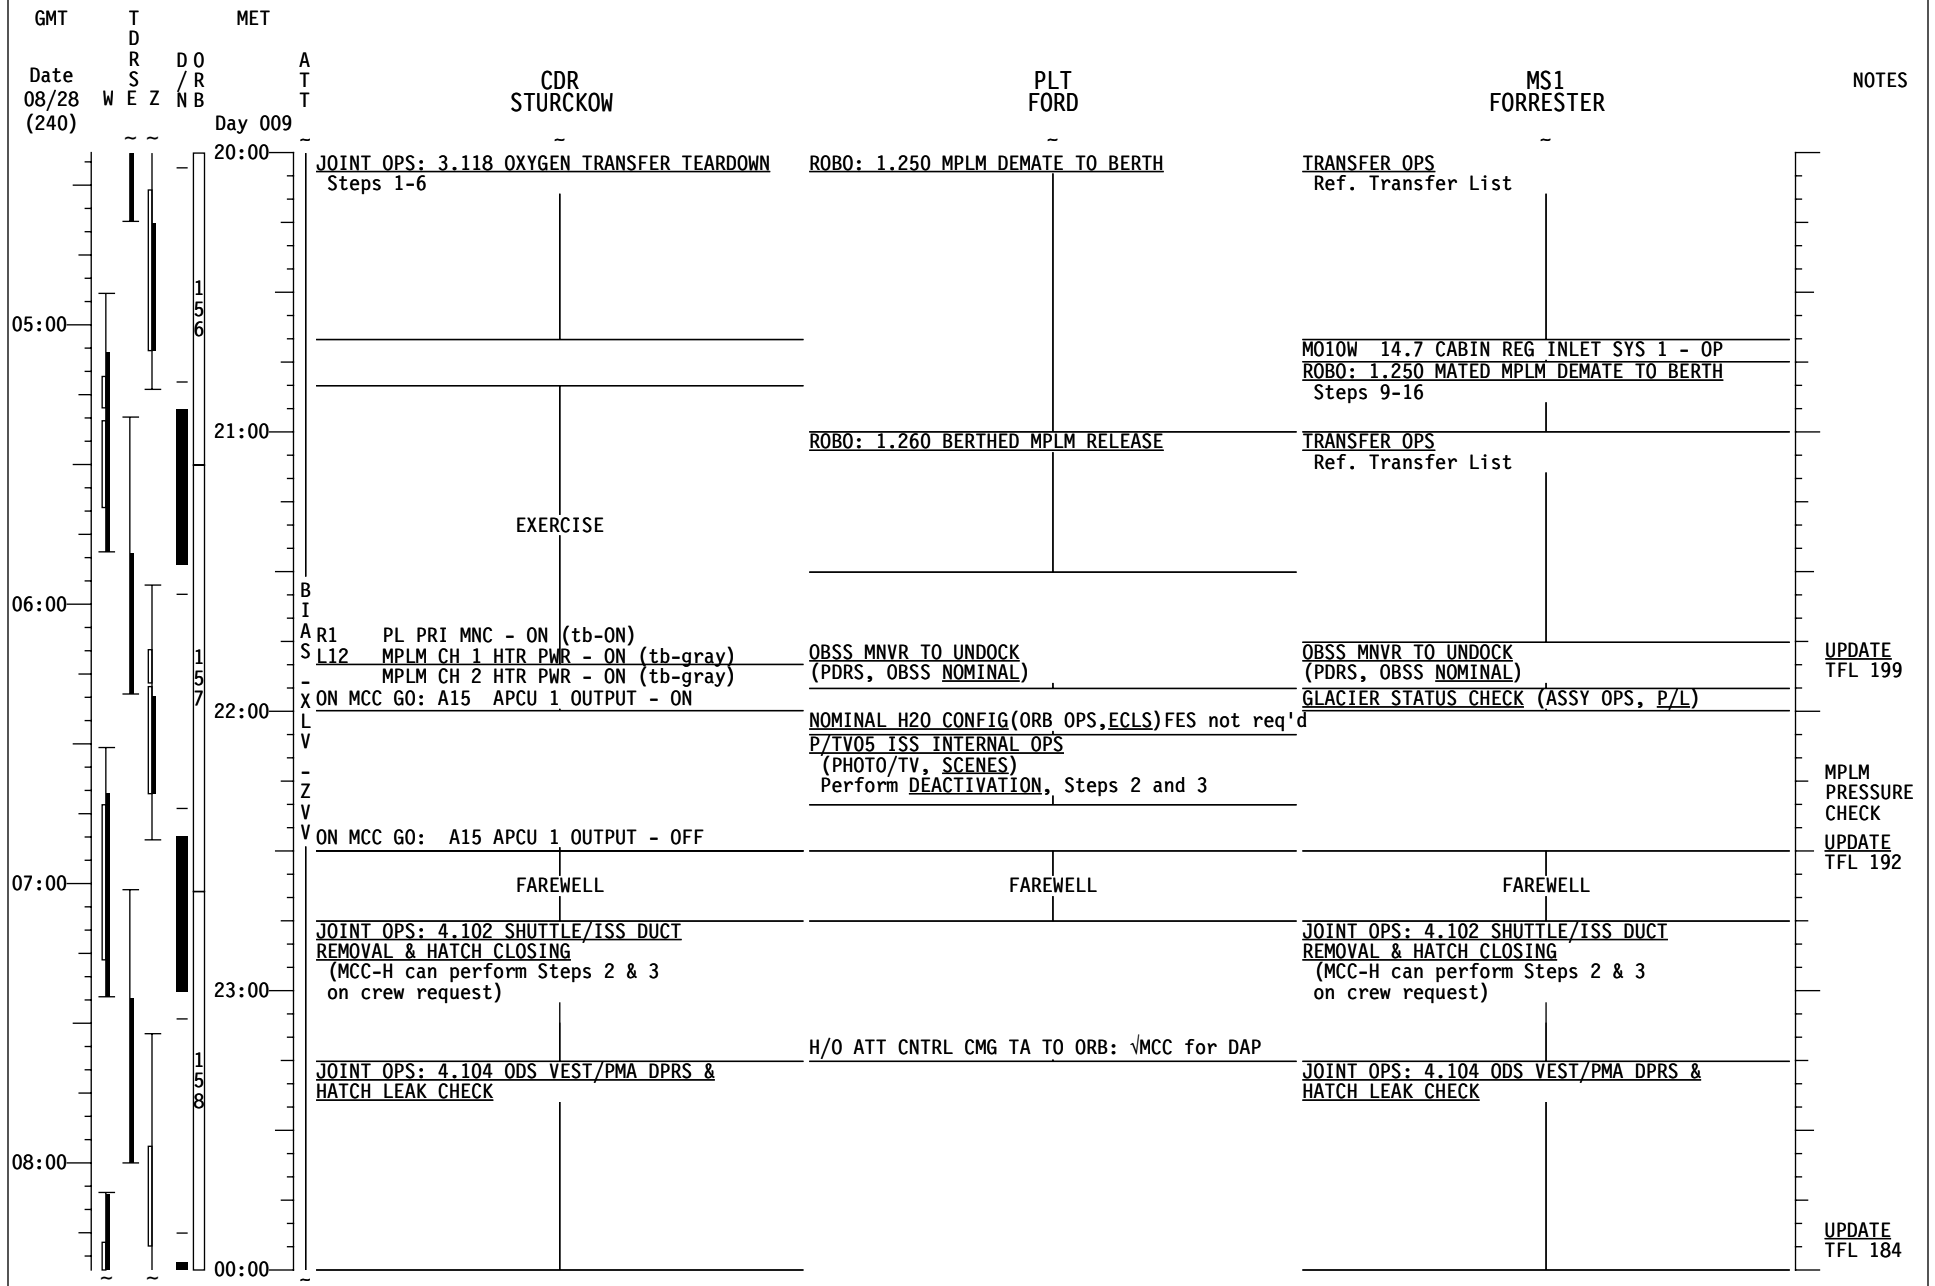 GMT
TDRS
MET
D/N
ORB
ATT
Date
08/28
(240)
W E Z
Day 009
CDR
STURCKOW
PLT
FORD
MS1
FORRESTER
NOTES
~ ~ ~ ~ ~ ~
20:00
JOINT OPS: 3.118 OXYGEN TRANSFER TEARDOWN
Steps 1-6
ROBO: 1.250 MPLM DEMATE TO BERTH
TRANSFER OPS
Ref. Transfer List
156
05:00
MO10W 14.7 CABIN REG INLET SYS 1 - OP
ROBO: 1.250 MATED MPLM DEMATE TO BERTH
Steps 9-16
21:00
ROBO: 1.260 BERTHED MPLM RELEASE
TRANSFER OPS
Ref. Transfer List
EXERCISE
BIAS -XLV -ZVV
06:00
157
R1 PL PRI MNC - ON (tb-ON)
L12 MPLM CH 1 HTR PWR - ON (tb-gray)
MPLM CH 2 HTR PWR - ON (tb-gray)
ON MCC GO: A15 APCU 1 OUTPUT - ON
OBSS MNVR TO UNDOCK
(PDRS, OBSS NOMINAL)
OBSS MNVR TO UNDOCK
(PDRS, OBSS NOMINAL)
GLACIER STATUS CHECK (ASSY OPS, P/L)
UPDATE
TFL 199
22:00
NOMINAL H2O CONFIG(ORB OPS,ECLS)FES not req'd
P/TV05 ISS INTERNAL OPS
(PHOTO/TV, SCENES)
Perform DEACTIVATION, Steps 2 and 3
MPLM
PRESSURE
CHECK
ON MCC GO: A15 APCU 1 OUTPUT - OFF
UPDATE
TFL 192
07:00
FAREWELL
FAREWELL
FAREWELL
JOINT OPS: 4.102 SHUTTLE/ISS DUCT
REMOVAL & HATCH CLOSING
(MCC-H can perform Steps 2 & 3
on crew request)
JOINT OPS: 4.102 SHUTTLE/ISS DUCT
REMOVAL & HATCH CLOSING
(MCC-H can perform Steps 2 & 3
on crew request)
23:00
H/O ATT CNTRL CMG TA TO ORB: √MCC for DAP
158
JOINT OPS: 4.104 ODS VEST/PMA DPRS &
HATCH LEAK CHECK
JOINT OPS: 4.104 ODS VEST/PMA DPRS &
HATCH LEAK CHECK
08:00
UPDATE
TFL 184
00:00
~ ~ ~